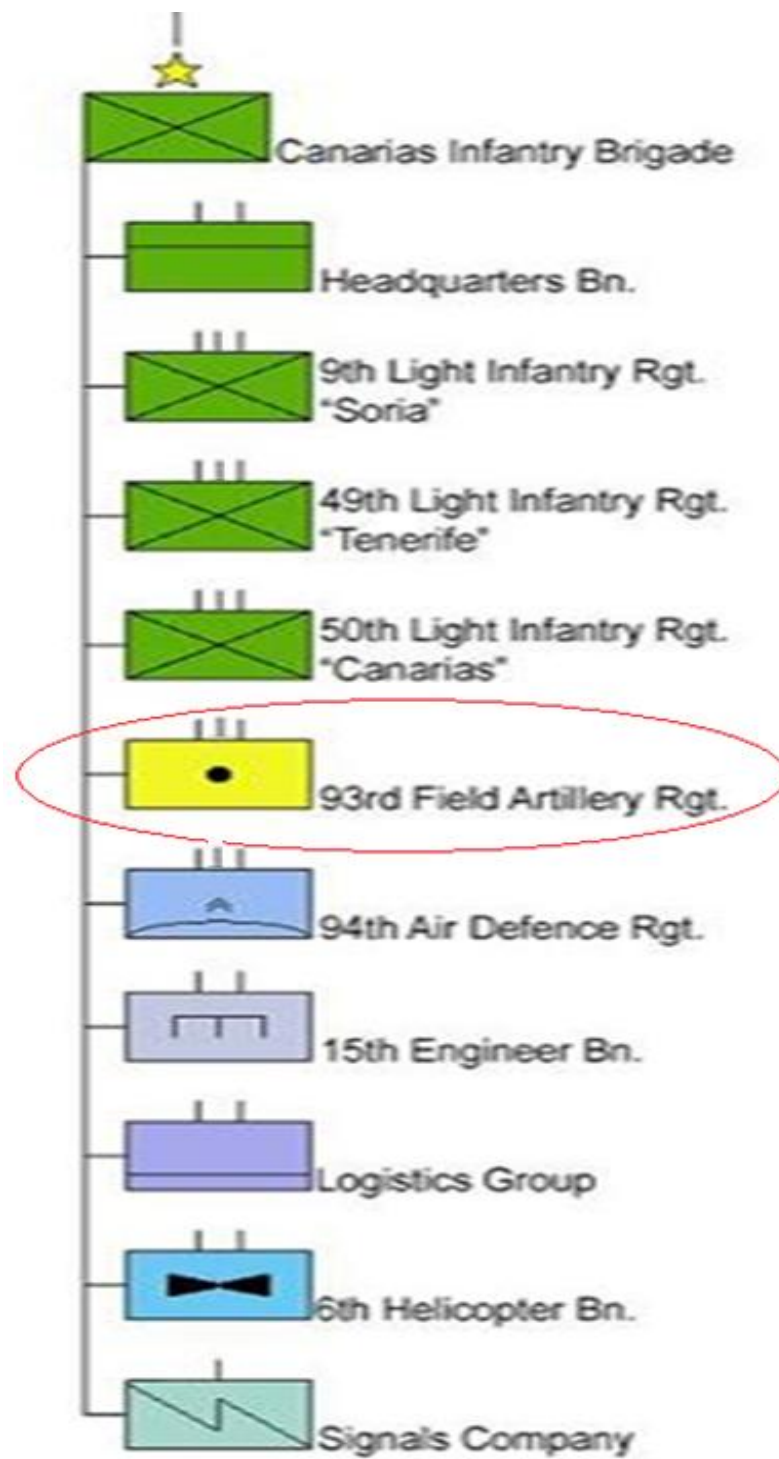 Canarias Infantry Brigade
Headquarters Bn.
9th Light Infantry Rgt.
"Soria"
49th Light Infantry Rgt.
"Tenerife"
50th Light Infantry Rgt.
"Canarias"
93rd Field Artillery Rgt.
94th Air Defence Rgt.
15th Engineer Bn.
Logistics Group
6th Helicopter Bn.
Signals Company